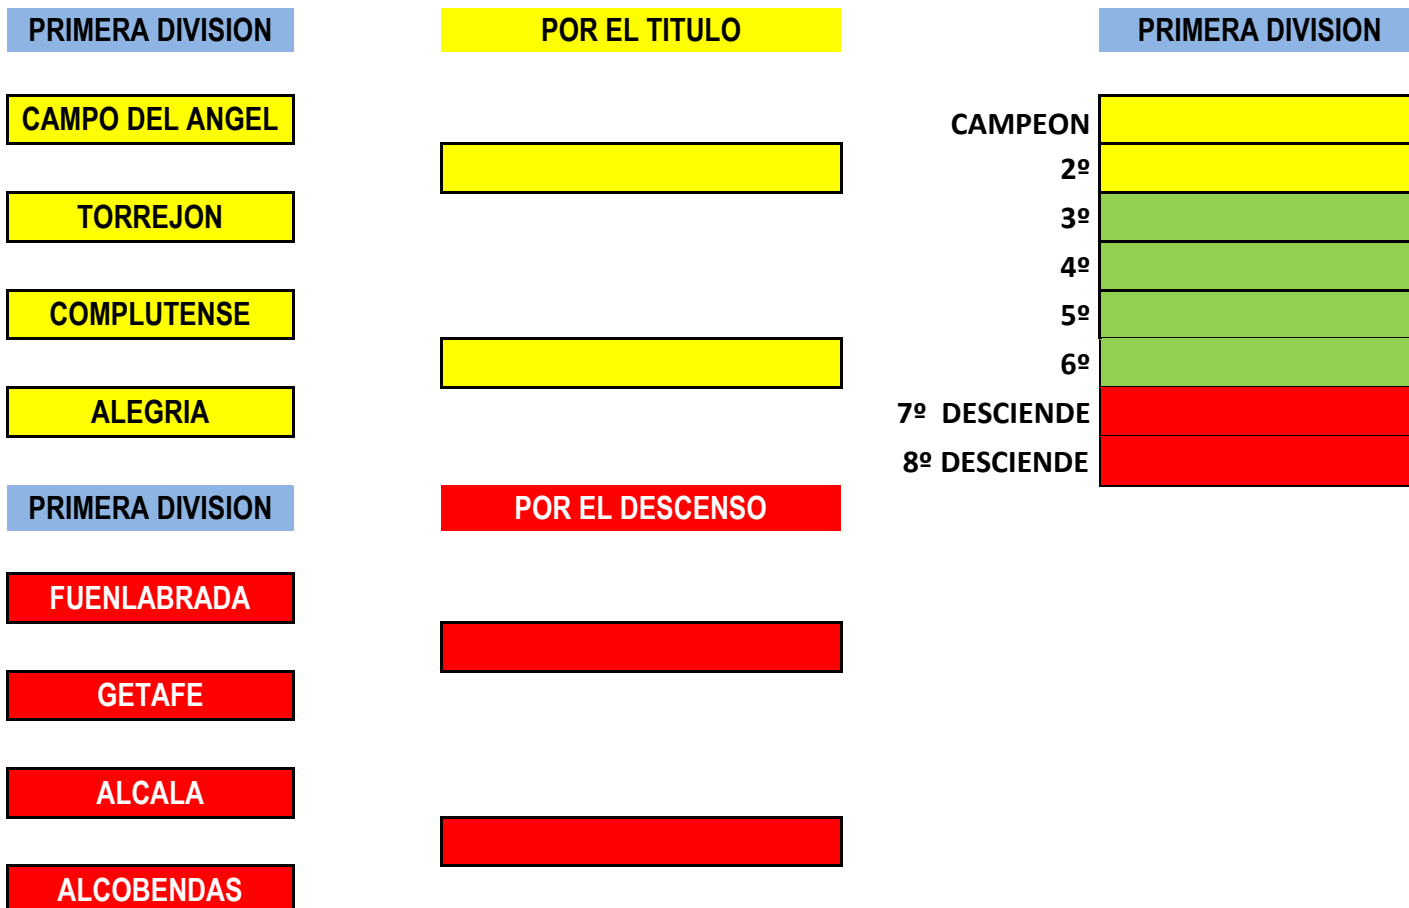 PRIMERA DIVISION
POR EL TITULO
PRIMERA DIVISION
CAMPO DEL ANGEL
TORREJON
COMPLUTENSE
ALEGRIA
CAMPEON
2º
3º
4º
5º
6º
7º DESCIENDE
8º DESCIENDE
PRIMERA DIVISION
POR EL DESCENSO
FUENLABRADA
GETAFE
ALCALA
ALCOBENDAS